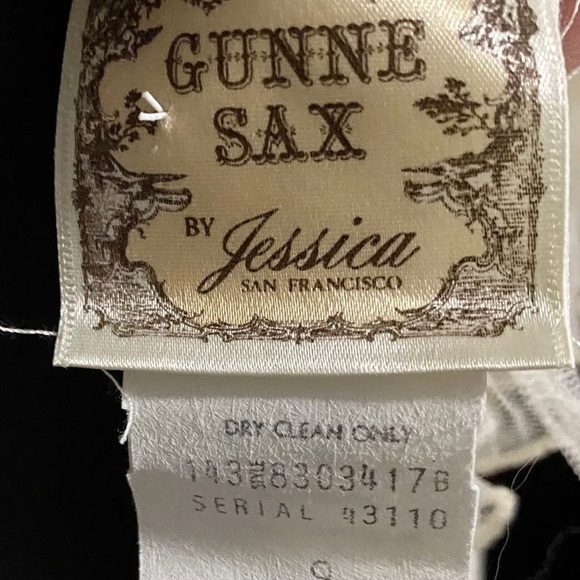 GUNNE
SAX
BY Jessica
SAN FRANCISCO
DRY CLEAN ONLY
SERIAL 43110